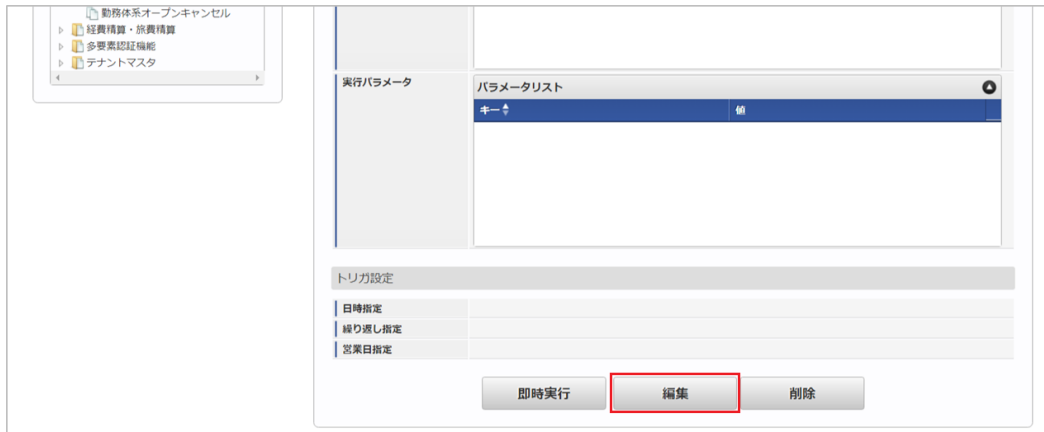 勤務体系オープンキャンセル
経費精算・旅費精算
多要素認証機能
テナントマスタ
実行パラメータ
パラメータリスト
キー 値
トリガ設定
日時指定
繰り返し指定
営業日指定
即時実行 編集 削除